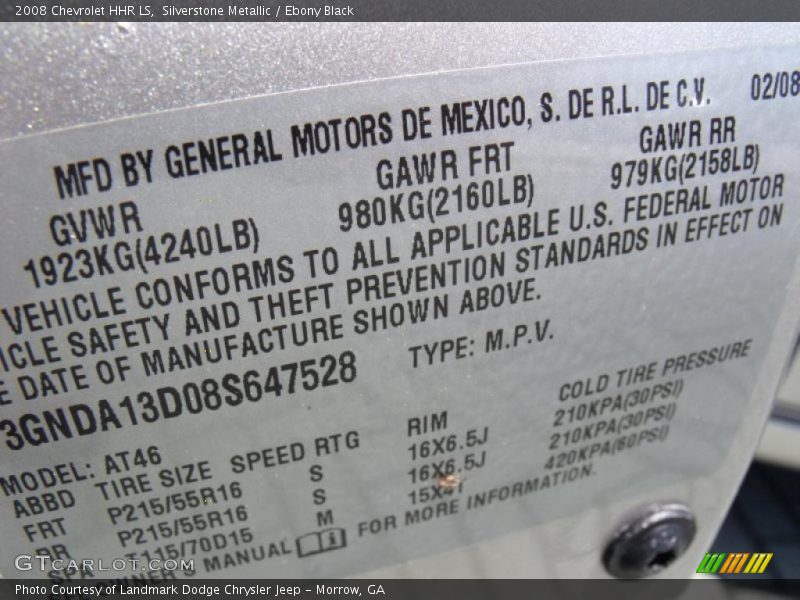 2008 Chevrolet HHR LS, Silverstone Metallic / Ebony Black
MFD BY GENERAL MOTORS DE MEXICO, S. DE R.L. DE C.V. 02/08
GVWR GAWR FRT GAWR RR
1923KG(4240LB) 980KG(2160LB) 979KG(2158LB)
VEHICLE CONFORMS TO ALL APPLICABLE U.S. FEDERAL MOTOR
ICLE SAFETY AND THEFT PREVENTION STANDARDS IN EFFECT ON
E DATE OF MANUFACTURE SHOWN ABOVE.
3GNDA13D08S647528 TYPE: M.P.V.
MODEL: AT46
ABBD TIRE SIZE SPEED RTG RIM COLD TIRE PRESSURE
FRT P215/55R16 S 16X6.5J 210KPA(30PSI)
RR P215/55R16 S 16X6.5J 210KPA(30PSI)
SPA T115/70D15 M 15X4T 420KPA(60PSI)
OWNER'S MANUAL FOR MORE INFORMATION.
GTCARLOT.COM
Photo Courtesy of Landmark Dodge Chrysler Jeep – Morrow, GA